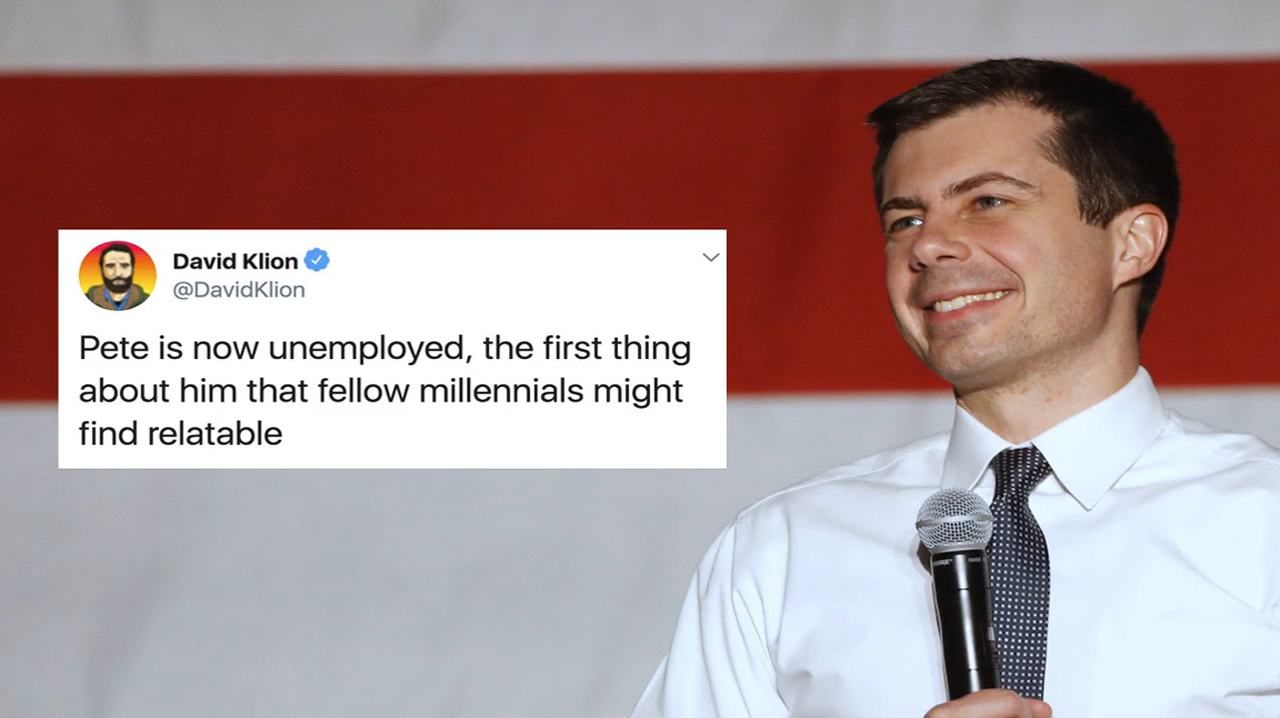 David Klion
@DavidKlion
Pete is now unemployed, the first thing
about him that fellow millennials might
find relatable